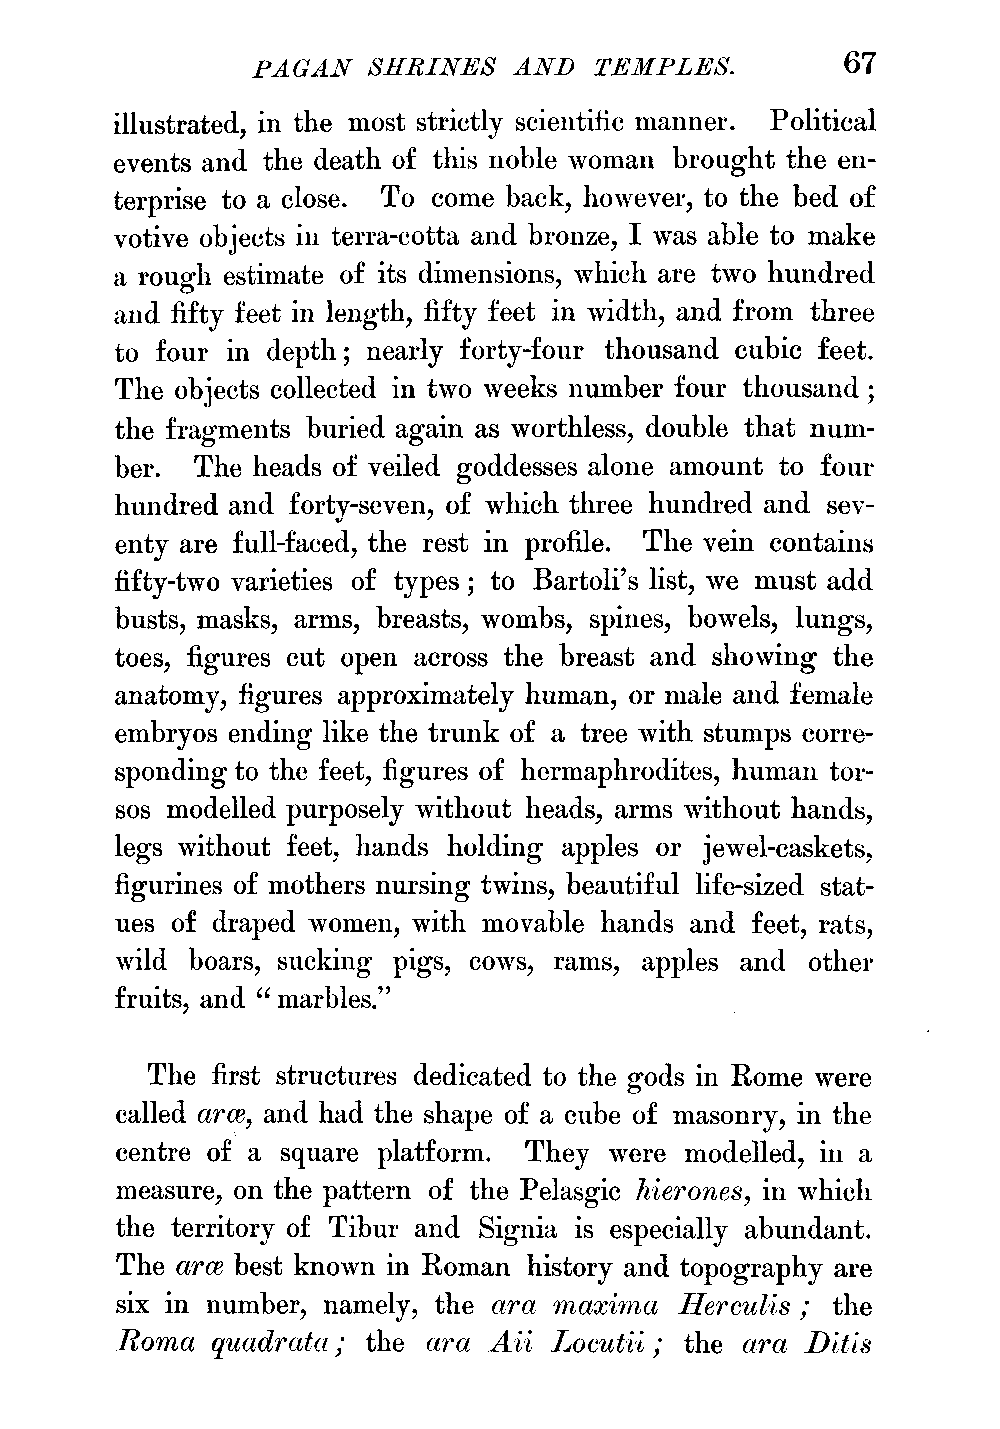 PAGAN SHRINES AND TEMPLES. 67
illustrated, in the most strictly scientific manner. Political
events and the death of this noble woman brought the en-
terprise to a close. To come back, however, to the bed of
votive objects in terra-cotta and bronze, I was able to make
a rough estimate of its dimensions, which are two hundred
and fifty feet in length, fifty feet in width, and from three
to four in depth; nearly forty-four thousand cubic feet.
The objects collected in two weeks number four thousand;
the fragments buried again as worthless, double that num-
ber. The heads of veiled goddesses alone amount to four
hundred and forty-seven, of which three hundred and sev-
enty are full-faced, the rest in profile. The vein contains
fifty-two varieties of types; to Bartoli's list, we must add
busts, masks, arms, breasts, wombs, spines, bowels, lungs,
toes, figures cut open across the breast and showing the
anatomy, figures approximately human, or male and female
embryos ending like the trunk of a tree with stumps corre-
sponding to the feet, figures of hermaphrodites, human tor-
sos modelled purposely without heads, arms without hands,
legs without feet, hands holding apples or jewel-caskets,
figurines of mothers nursing twins, beautiful life-sized stat-
ues of draped women, with movable hands and feet, rats,
wild boars, sucking pigs, cows, rams, apples and other
fruits, and "marbles."
The first structures dedicated to the gods in Rome were
called aræ, and had the shape of a cube of masonry, in the
centre of a square platform. They were modelled, in a
measure, on the pattern of the Pelasgic hierones, in which
the territory of Tibur and Signia is especially abundant.
The aræ best known in Roman history and topography are
six in number, namely, the ara maxima Herculis; the
Roma quadrata; the ara Aii Locutii; the ara Ditis